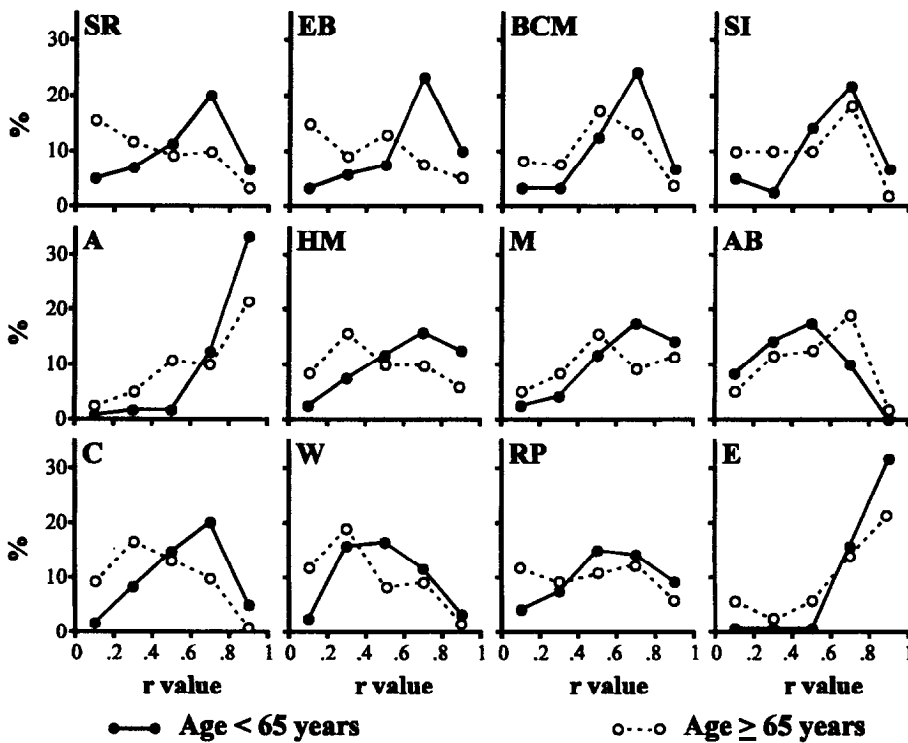 SR EB BCM SI
30
20
%
10
0
A HM M AB
30
20
%
10
0
C W RP E
30
20
%
10
0
0 .2 .4 .6 .8 1 0 .2 .4 .6 .8 1 0 .2 .4 .6 .8 1 0 .2 .4 .6 .8 1
r value r value r value r value
Age < 65 years Age ≥ 65 years